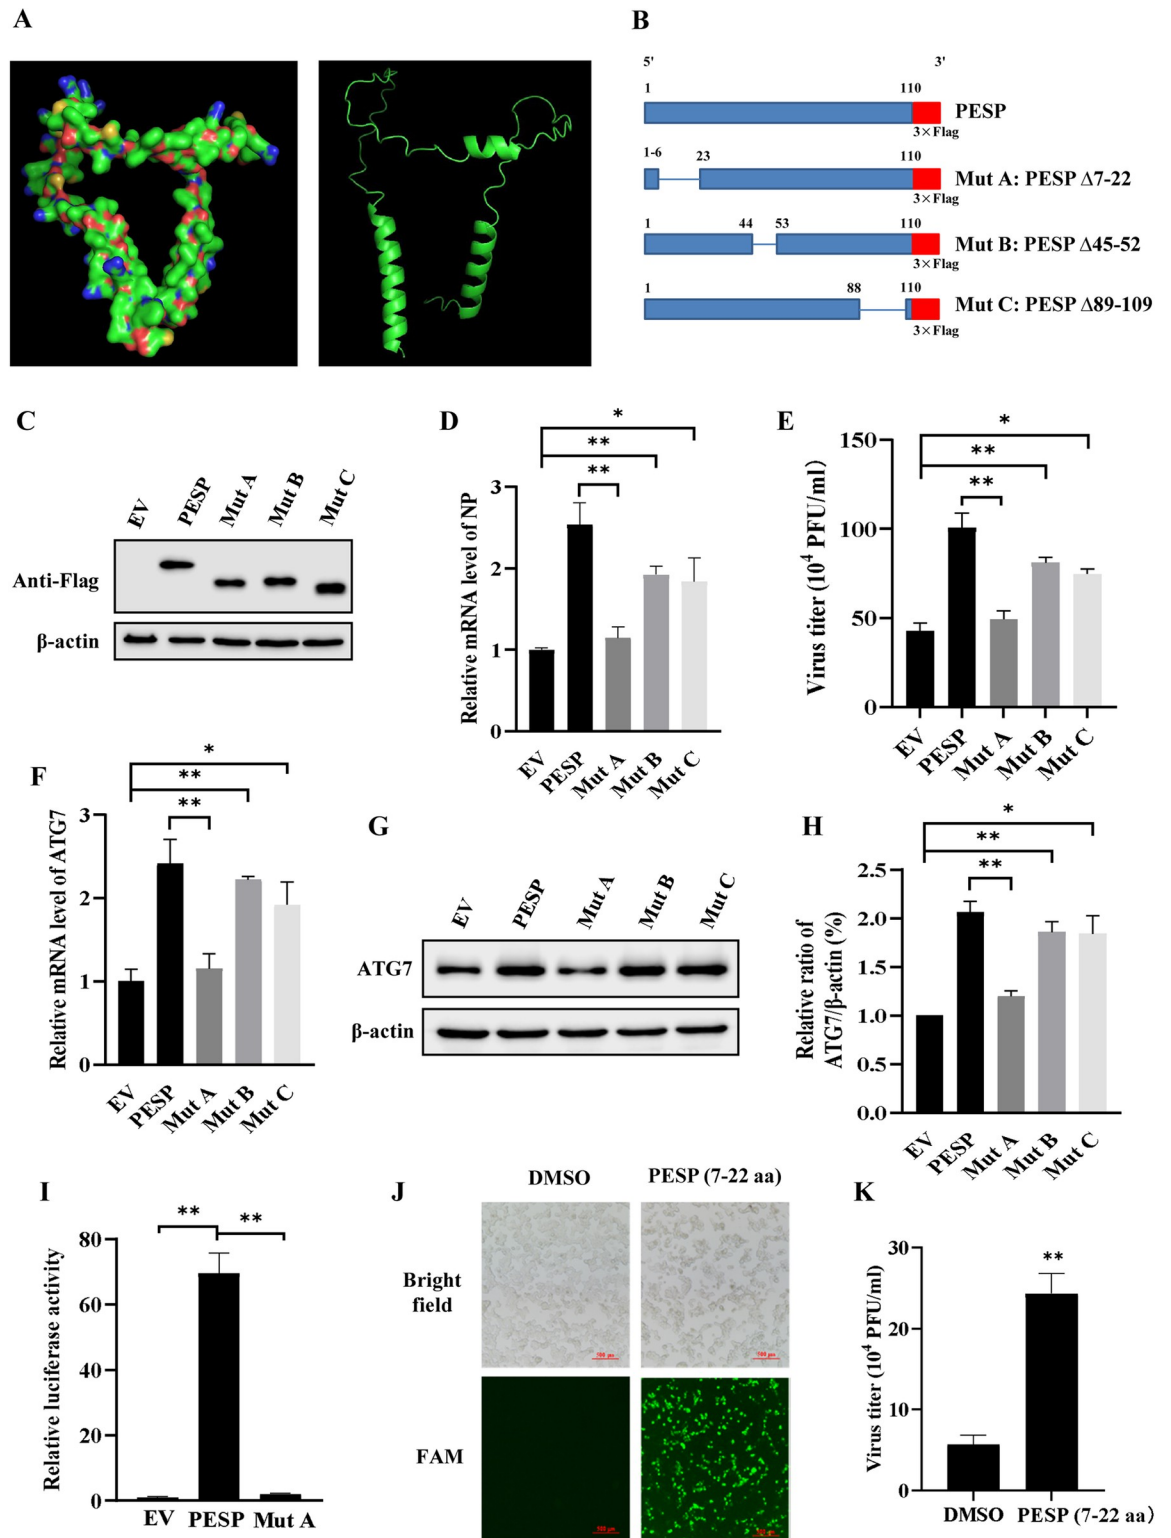 A
B
5' 3'
1 110
PESP
3×Flag
1-6 23 110
Mut A: PESP Δ7-22
3×Flag
1 44 53 110
Mut B: PESP Δ45-52
3×Flag
1 88 110
Mut C: PESP Δ89-109
3×Flag
C
EV PESP Mut A Mut B Mut C
Anti-Flag
β-actin
D
*
**
**
Relative mRNA level of NP
3
2
1
0
EV PESP Mut A Mut B Mut C
E
*
**
**
Virus titer (10⁴ PFU/ml)
150
100
50
0
EV PESP Mut A Mut B Mut C
F
*
**
**
Relative mRNA level of ATG7
3
2
1
0
EV PESP Mut A Mut B Mut C
G
EV PESP Mut A Mut B Mut C
ATG7
β-actin
H
*
**
**
Relative ratio of
ATG7/β-actin (%)
2.5
2.0
1.5
1.0
0.5
0.0
EV PESP Mut A Mut B Mut C
I
** **
Relative luciferase activity
80
60
40
20
0
EV PESP Mut A
J
DMSO PESP (7-22 aa)
Bright
field
100 μm 100 μm
FAM
100 μm
K
**
Virus titer (10⁴ PFU/ml)
30
20
10
0
DMSO PESP (7-22 aa)